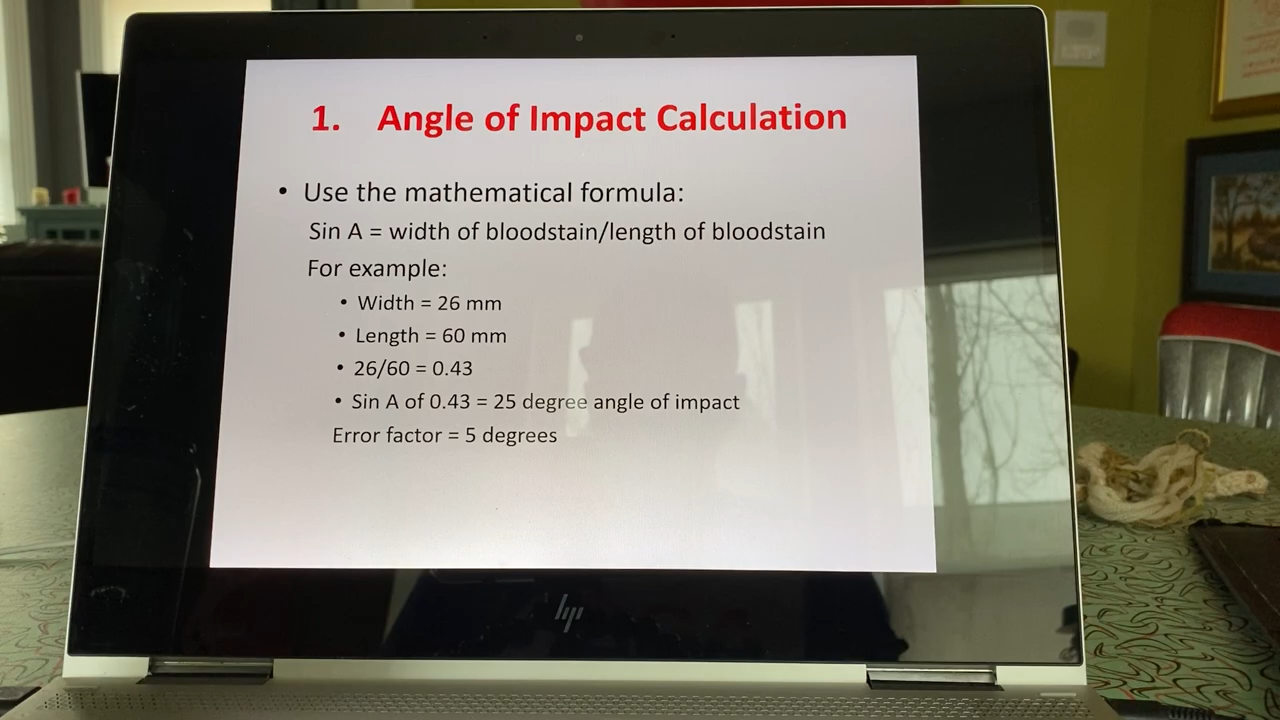 1. Angle of Impact Calculation
• Use the mathematical formula:
Sin A = width of bloodstain/length of bloodstain
For example:
• Width = 26 mm
• Length = 60 mm
• 26/60 = 0.43
• Sin A of 0.43 = 25 degree angle of impact
Error factor = 5 degrees
hp